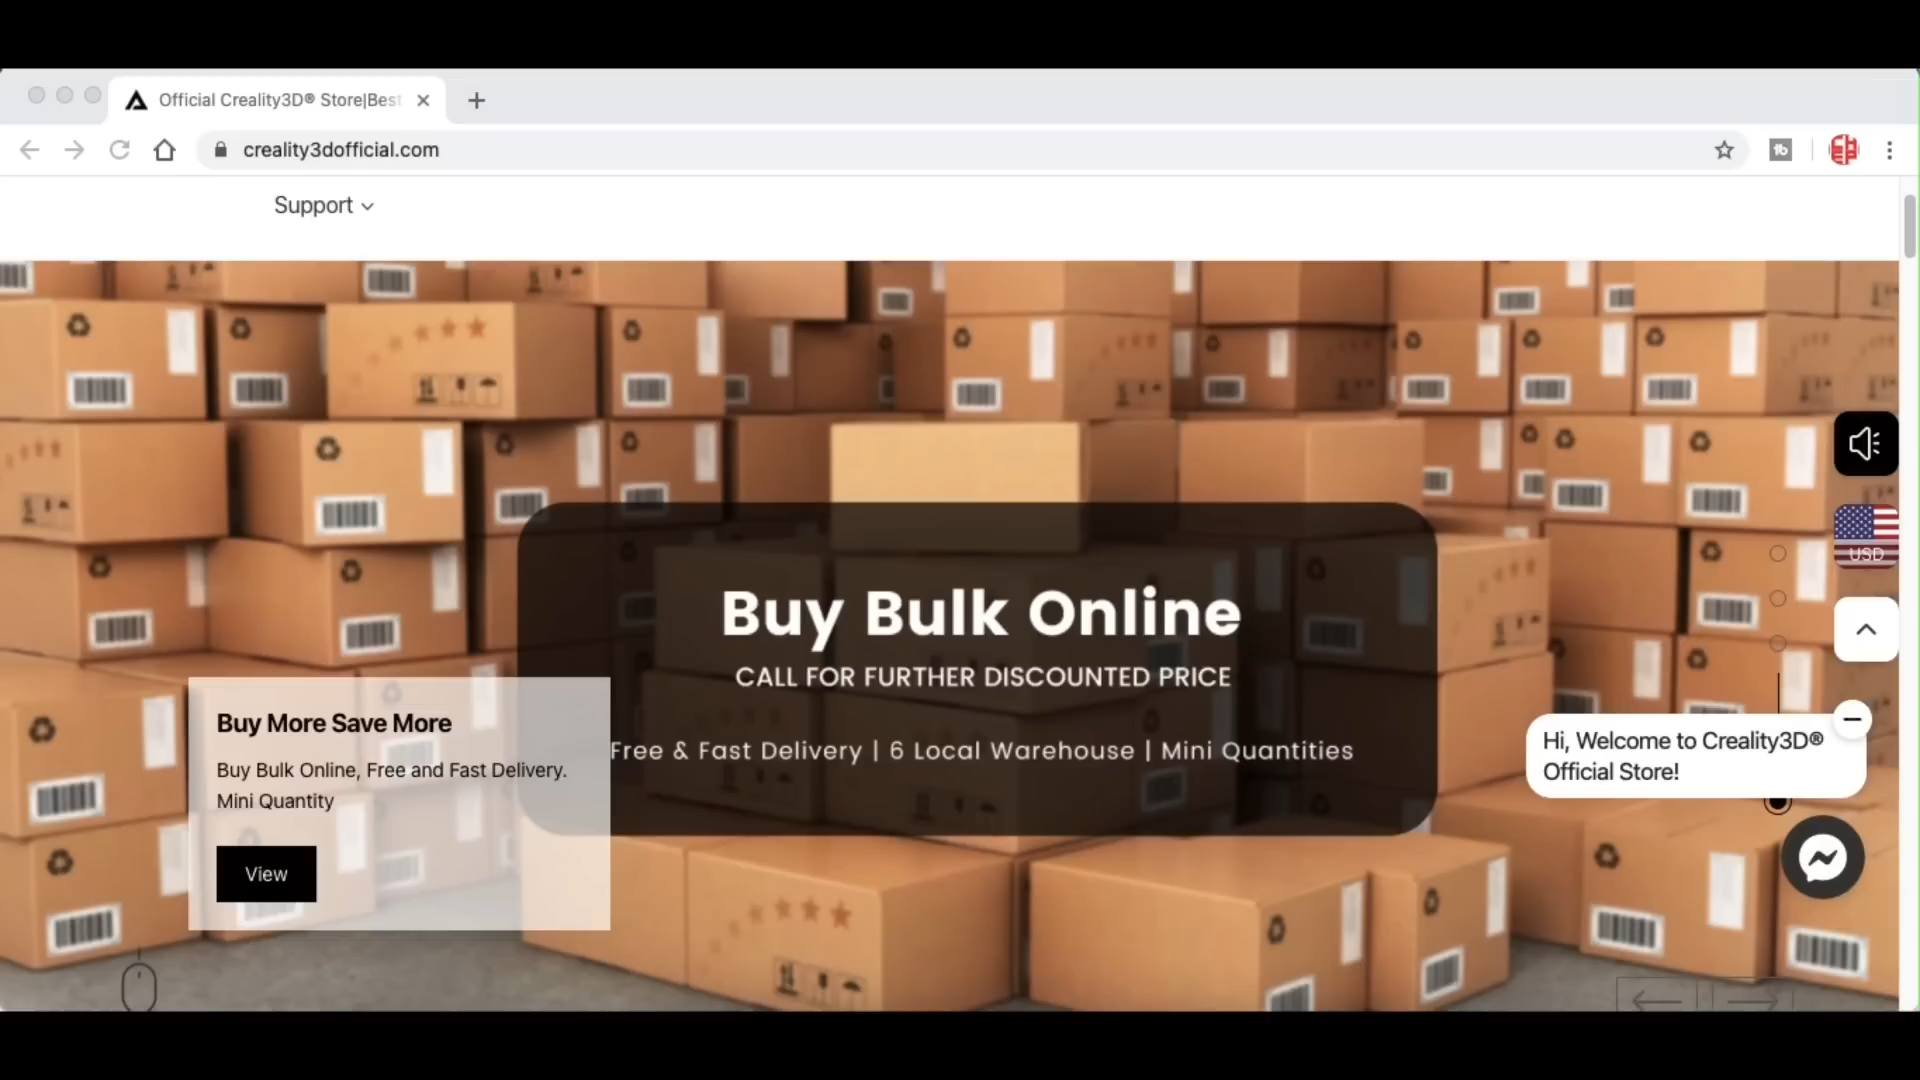 Official Creality3D® Store|Best
creality3dofficial.com
Support
Buy Bulk Online
CALL FOR FURTHER DISCOUNTED PRICE
Free & Fast Delivery | 6 Local Warehouse | Mini Quantities
Buy More Save More
Buy Bulk Online, Free and Fast Delivery.
Mini Quantity
View
USD
Hi, Welcome to Creality3D®
Official Store!